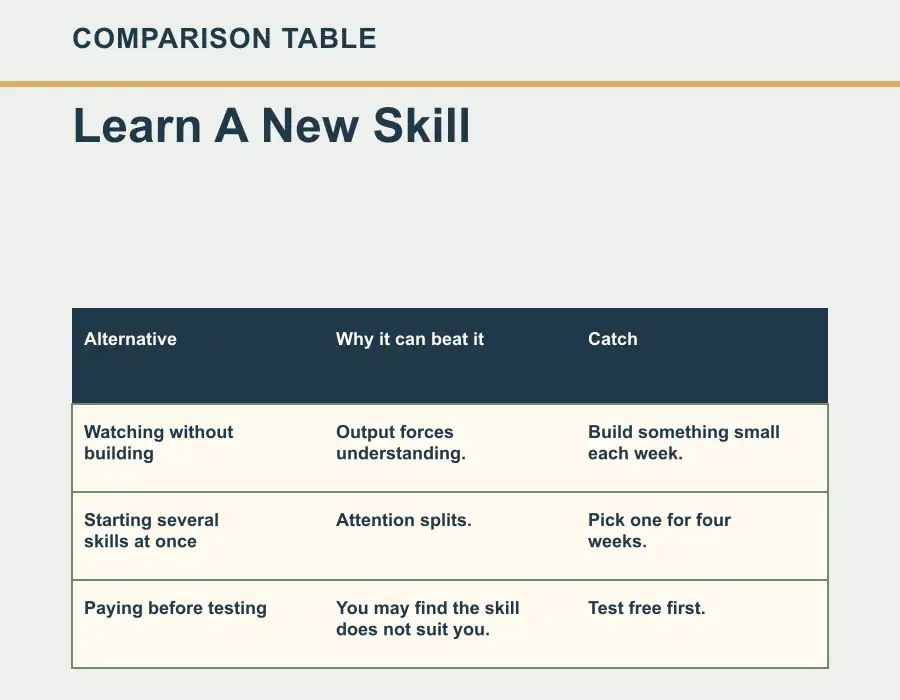 COMPARISON TABLE
Learn A New Skill
Alternative
Why it can beat it
Catch
Watching without
building
Output forces
understanding.
Build something small
each week.
Starting several
skills at once
Attention splits.
Pick one for four
weeks.
Paying before testing
You may find the skill
does not suit you.
Test free first.